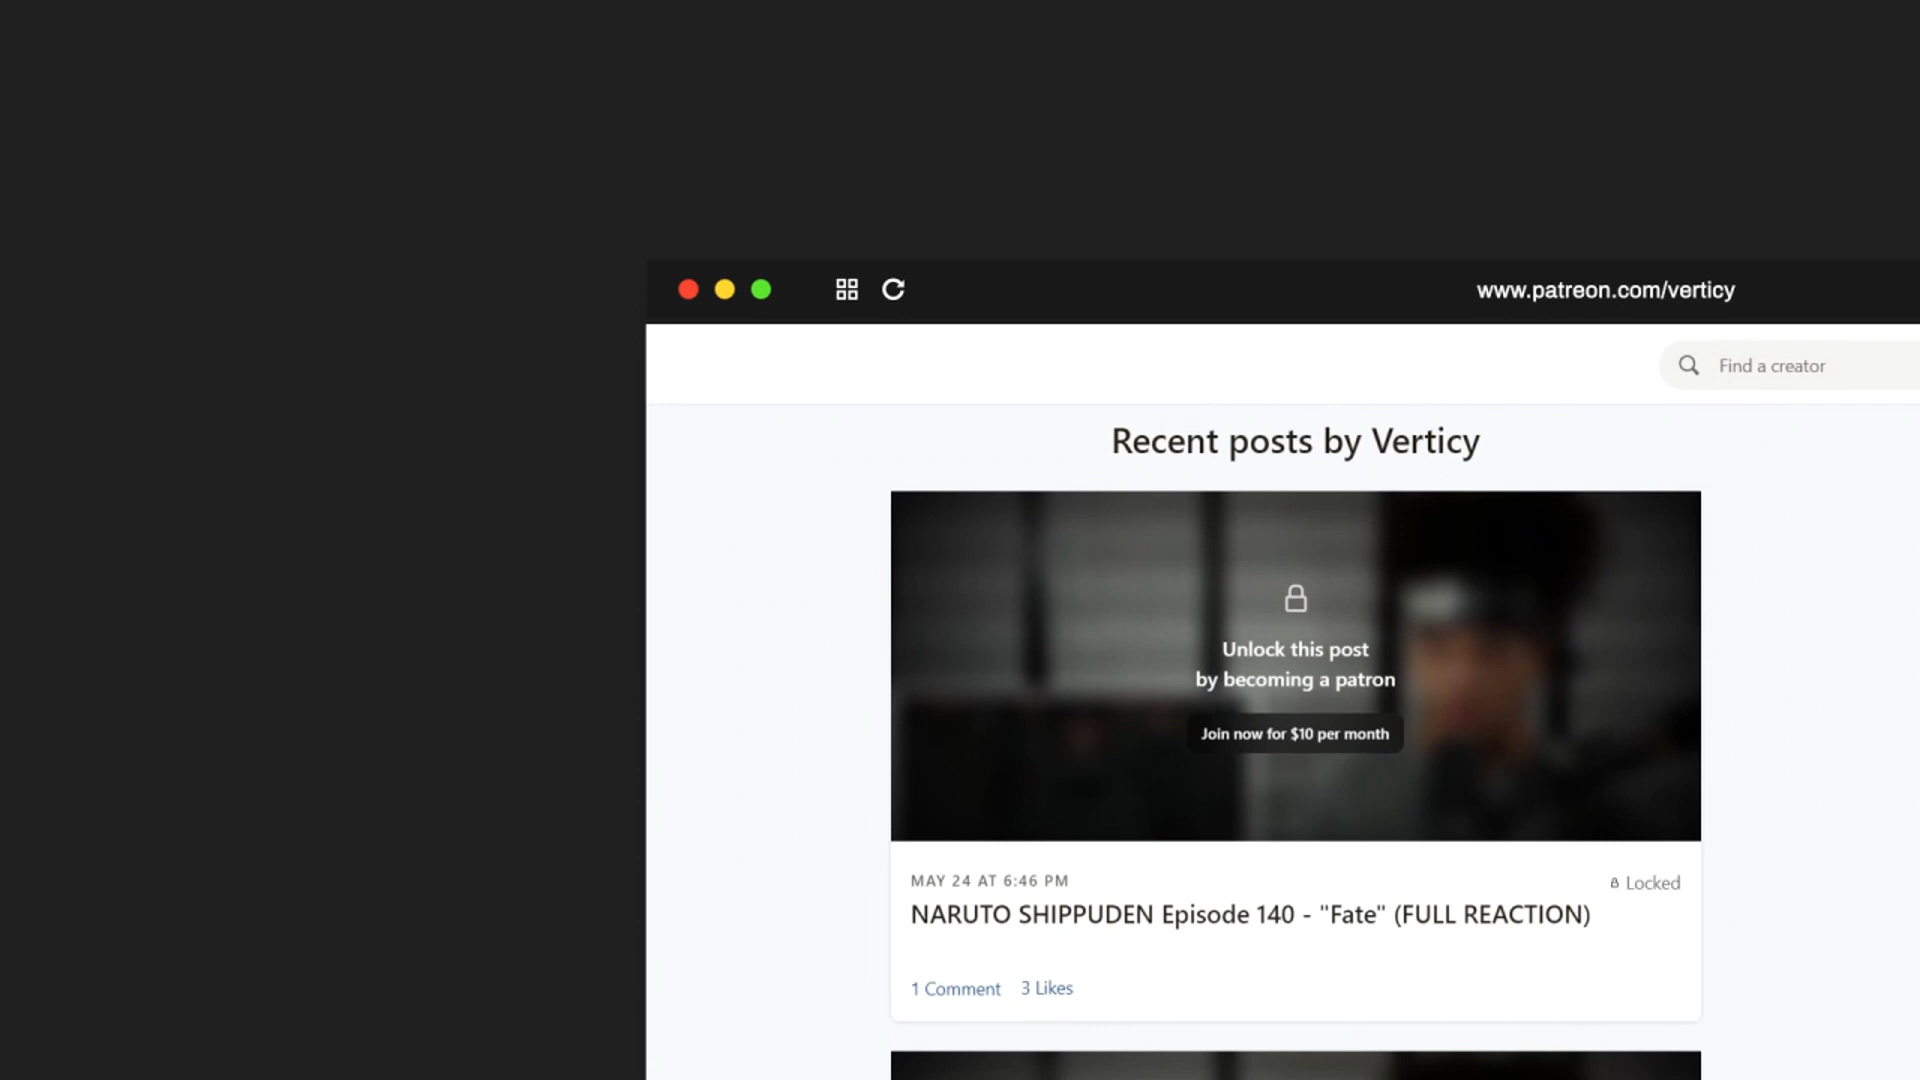 www.patreon.com/verticy
Find a creator
Recent posts by Verticy
Unlock this post
by becoming a patron
Join now for $10 per month
MAY 24 AT 6:46 PM
Locked
NARUTO SHIPPUDEN Episode 140 - "Fate" (FULL REACTION)
1 Comment 3 Likes